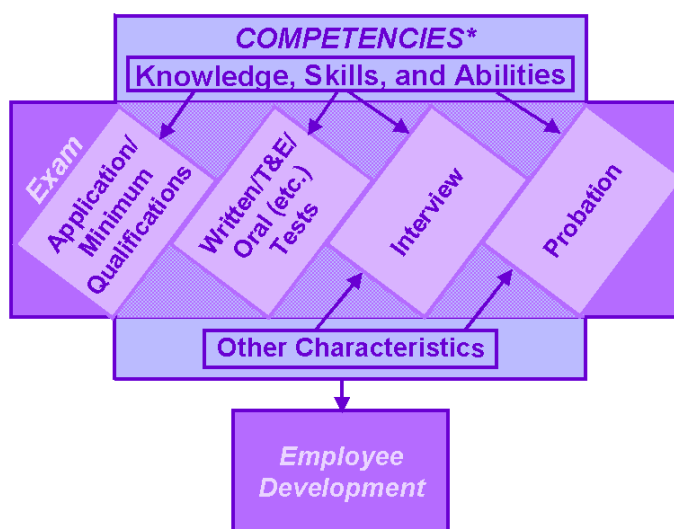 COMPETENCIES*
Knowledge, Skills, and Abilities
Exam
Application/
Minimum
Qualifications
Written/T&E/
Oral (etc.)
Tests
Interview
Probation
Other Characteristics
Employee
Development